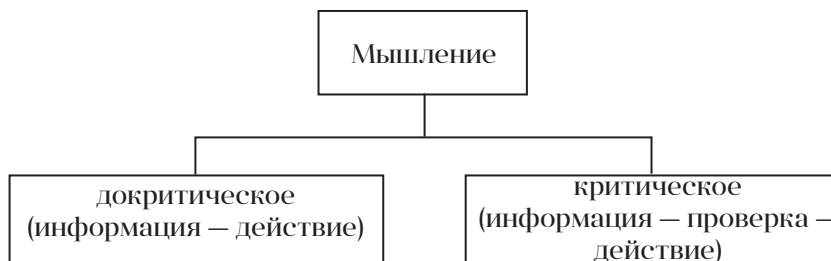 Мышление
докритическое
(информация — действие)
критическое
(информация — проверка —
действие)